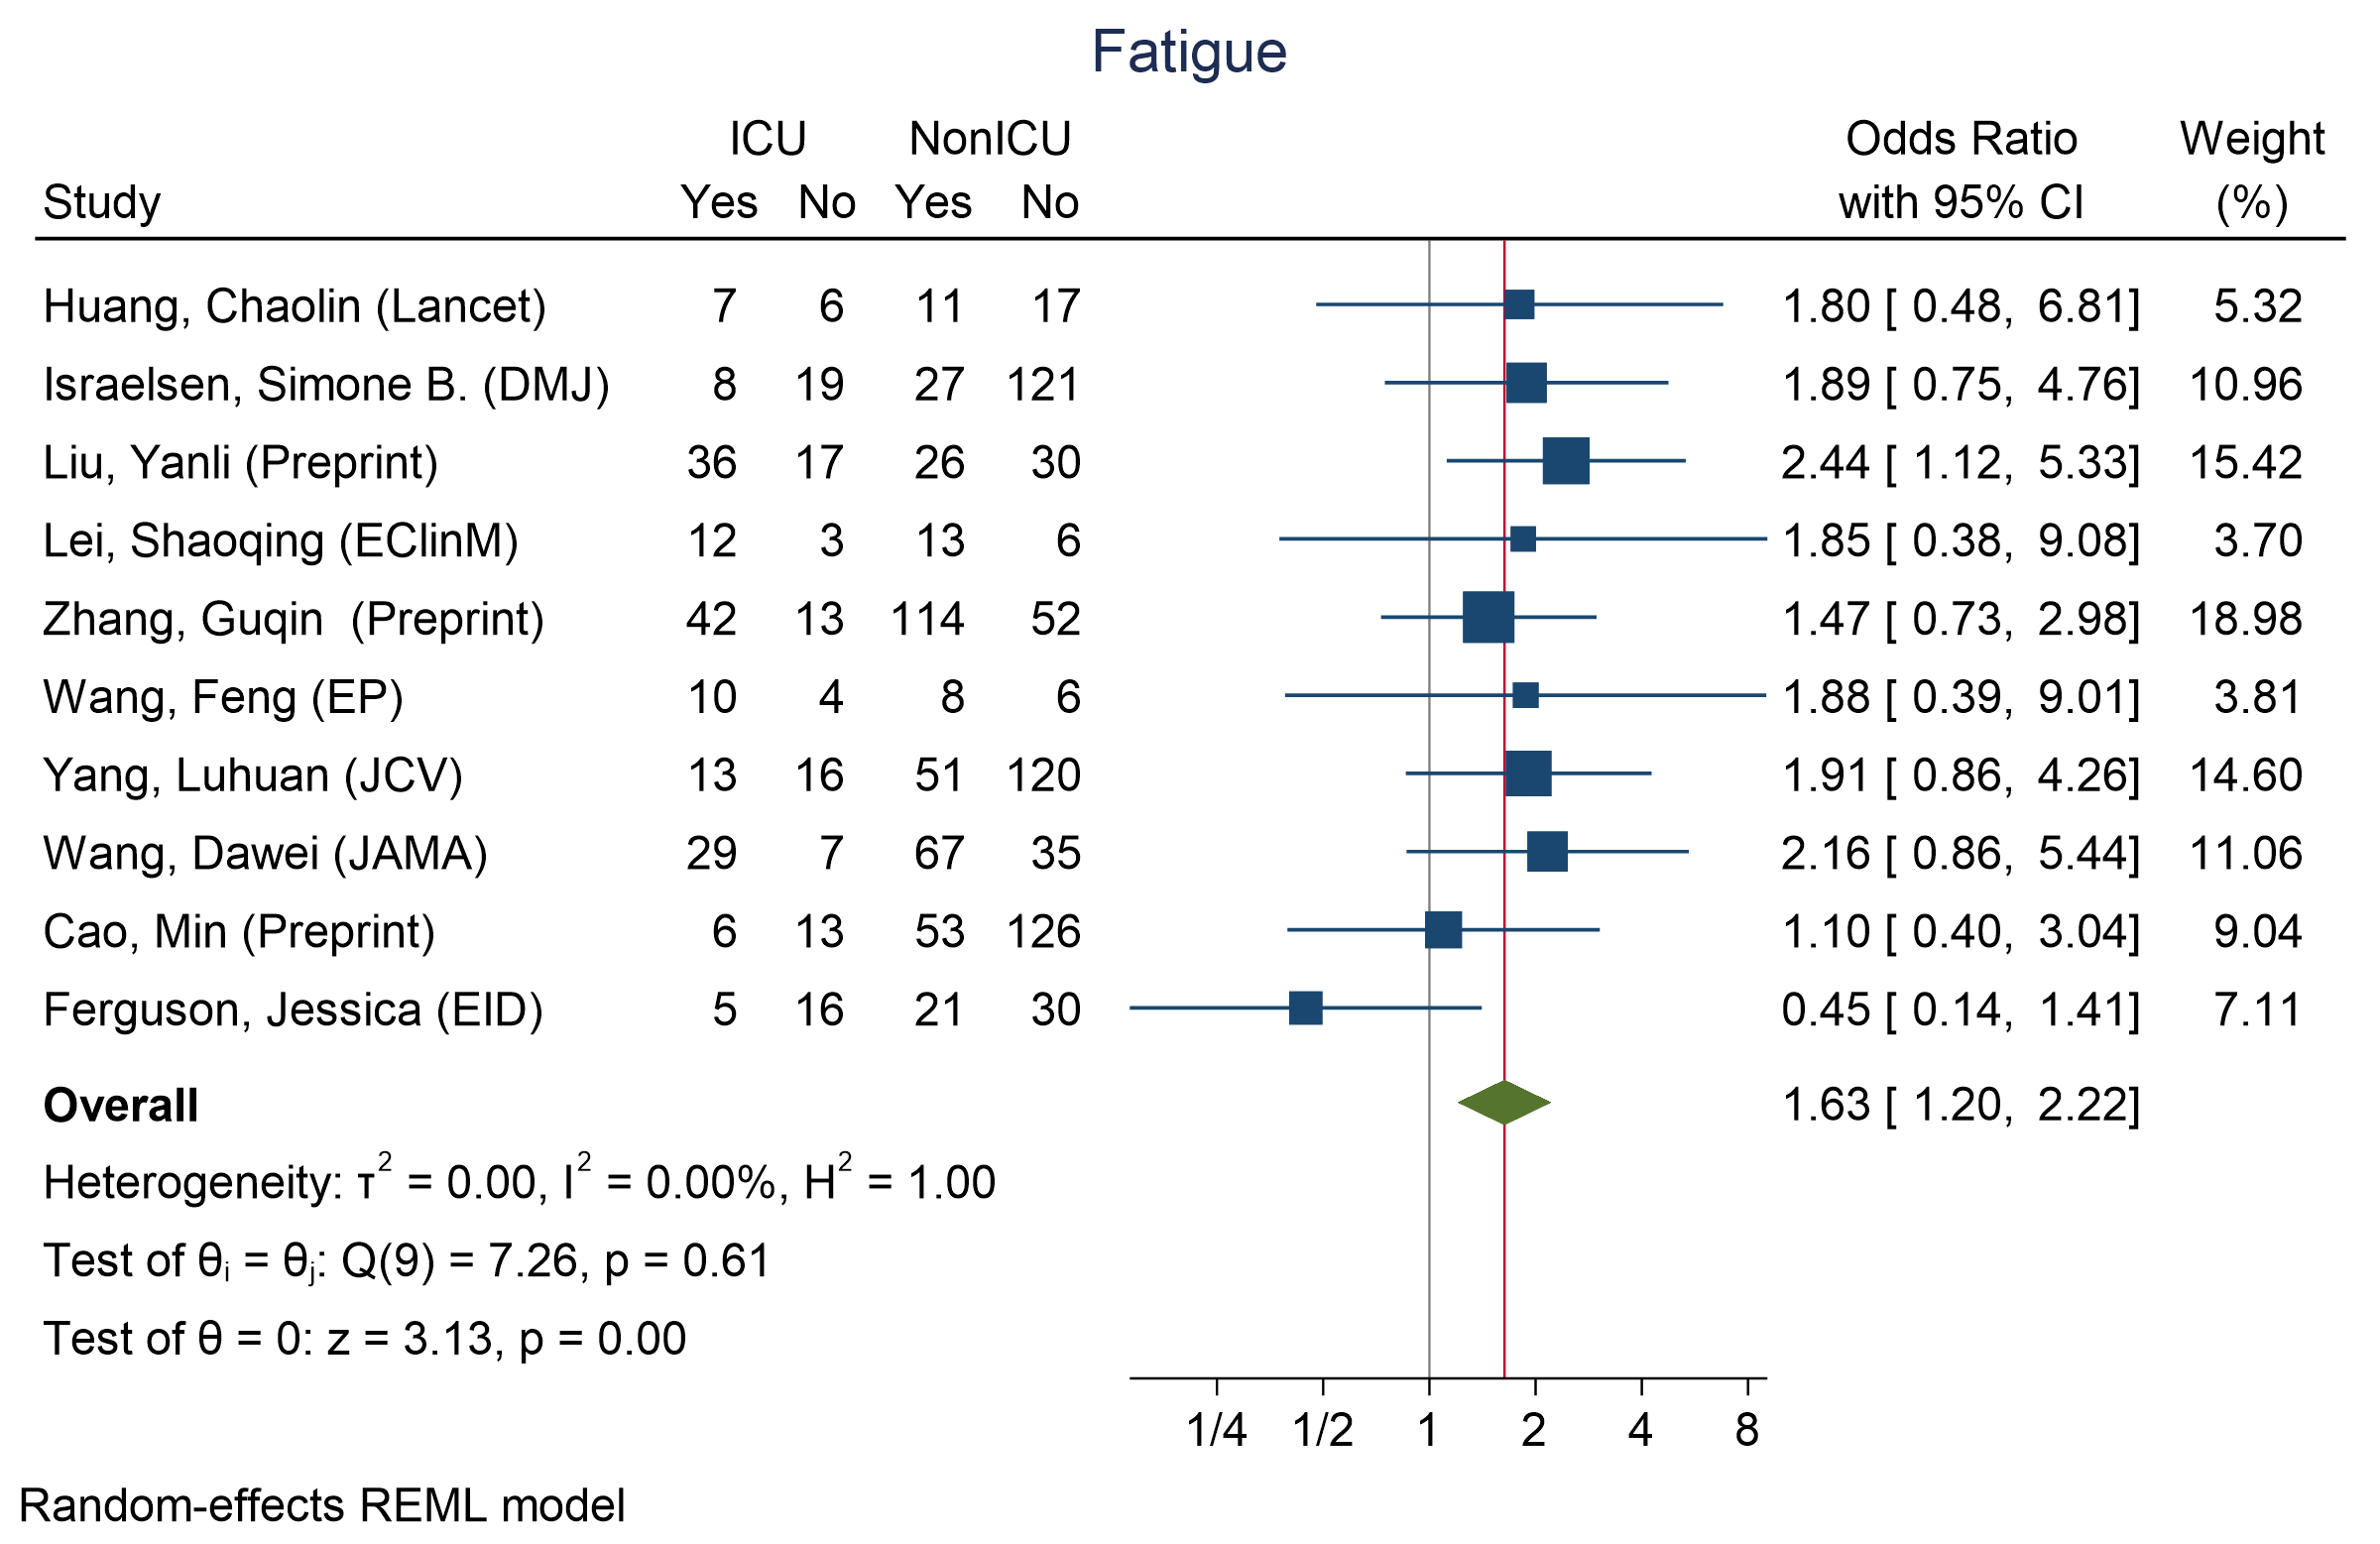 Fatigue
ICU NonICU Odds Ratio Weight
Study Yes No Yes No with 95% CI (%)
Huang, Chaolin (Lancet) 7 6 11 17 1.80 [ 0.48, 6.81] 5.32
Israelsen, Simone B. (DMJ) 8 19 27 121 1.89 [ 0.75, 4.76] 10.96
Liu, Yanli (Preprint) 36 17 26 30 2.44 [ 1.12, 5.33] 15.42
Lei, Shaoqing (EClinM) 12 3 13 6 1.85 [ 0.38, 9.08] 3.70
Zhang, Guqin (Preprint) 42 13 114 52 1.47 [ 0.73, 2.98] 18.98
Wang, Feng (EP) 10 4 8 6 1.88 [ 0.39, 9.01] 3.81
Yang, Luhuan (JCV) 13 16 51 120 1.91 [ 0.86, 4.26] 14.60
Wang, Dawei (JAMA) 29 7 67 35 2.16 [ 0.86, 5.44] 11.06
Cao, Min (Preprint) 6 13 53 126 1.10 [ 0.40, 3.04] 9.04
Ferguson, Jessica (EID) 5 16 21 30 0.45 [ 0.14, 1.41] 7.11
Overall 1.63 [ 1.20, 2.22]
Heterogeneity: τ² = 0.00, I² = 0.00%, H² = 1.00
Test of θᵢ = θⱼ: Q(9) = 7.26, p = 0.61
Test of θ = 0: z = 3.13, p = 0.00
1/4 1/2 1 2 4 8
Random-effects REML model